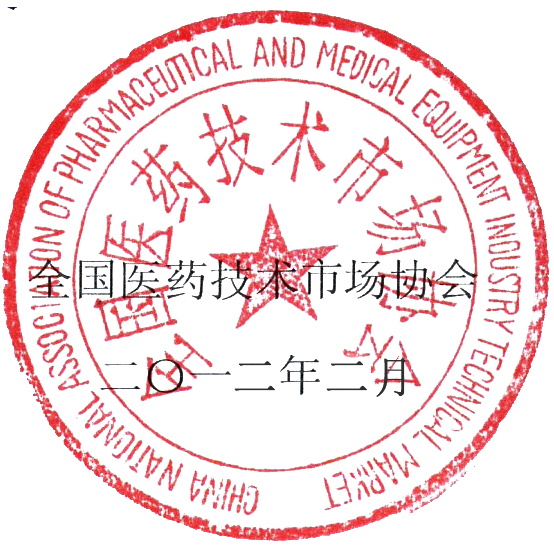 CHINA NATIONAL ASSOCIATION OF PHARMACEUTICAL AND MEDICAL EQUIPMENT INDUSTRY TECHNICAL MARKET
全国医药技术市场协会
全国医药技术市场协会
二〇一二年二月